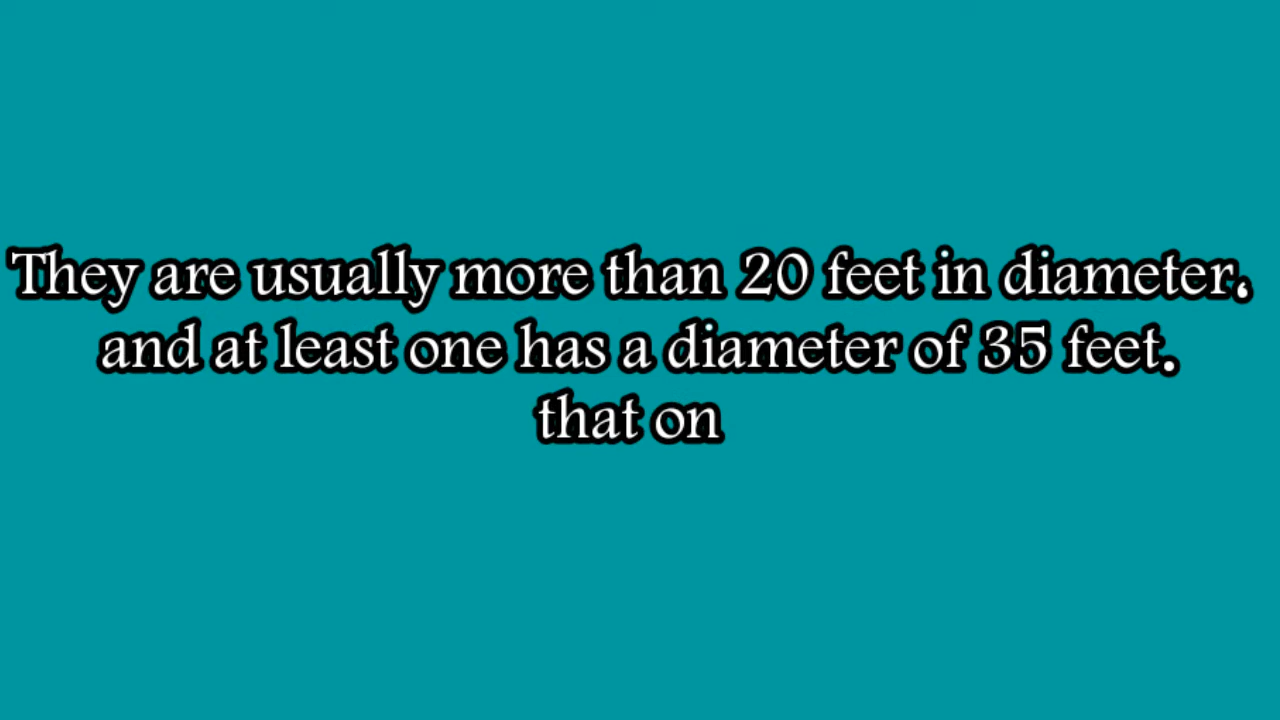 They are usually more than 20 feet in diameter.
and at least one has a diameter of 35 feet.
that on